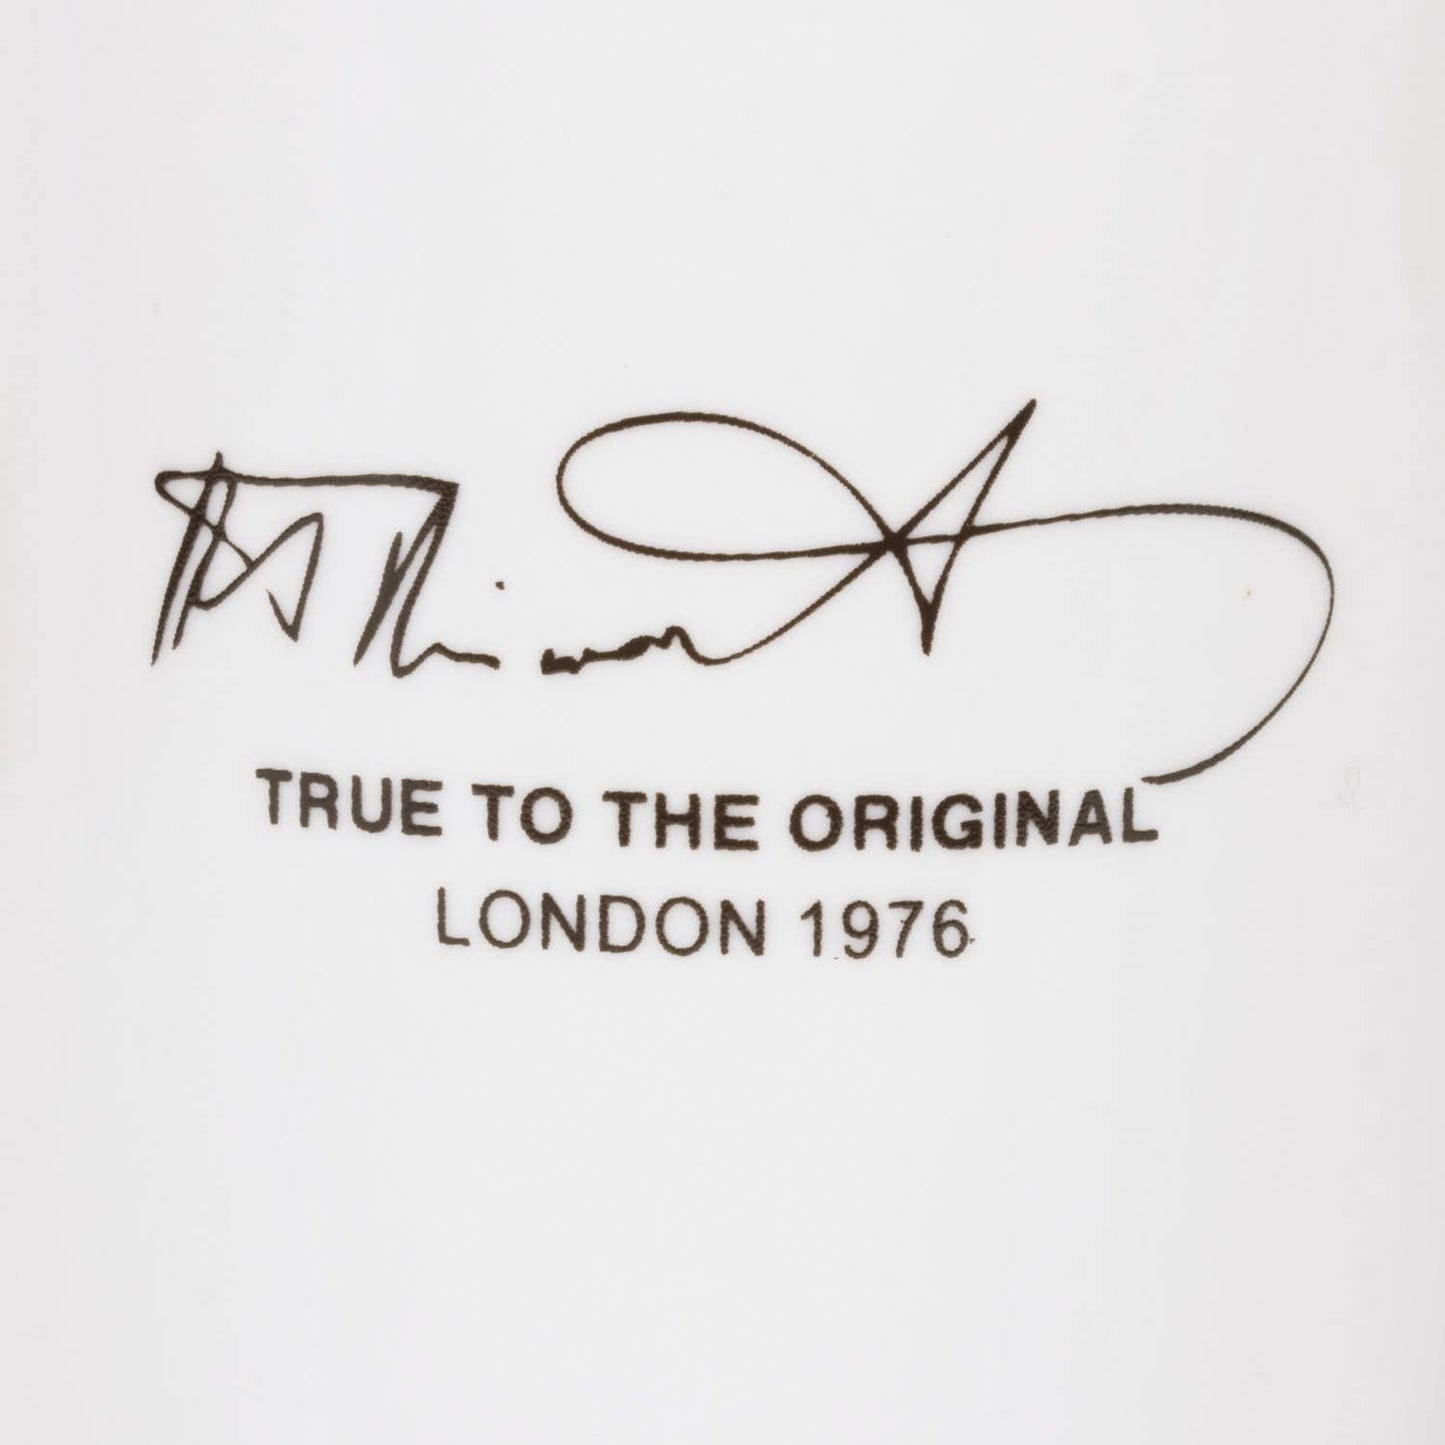 TRUE TO THE ORIGINAL
LONDON 1976